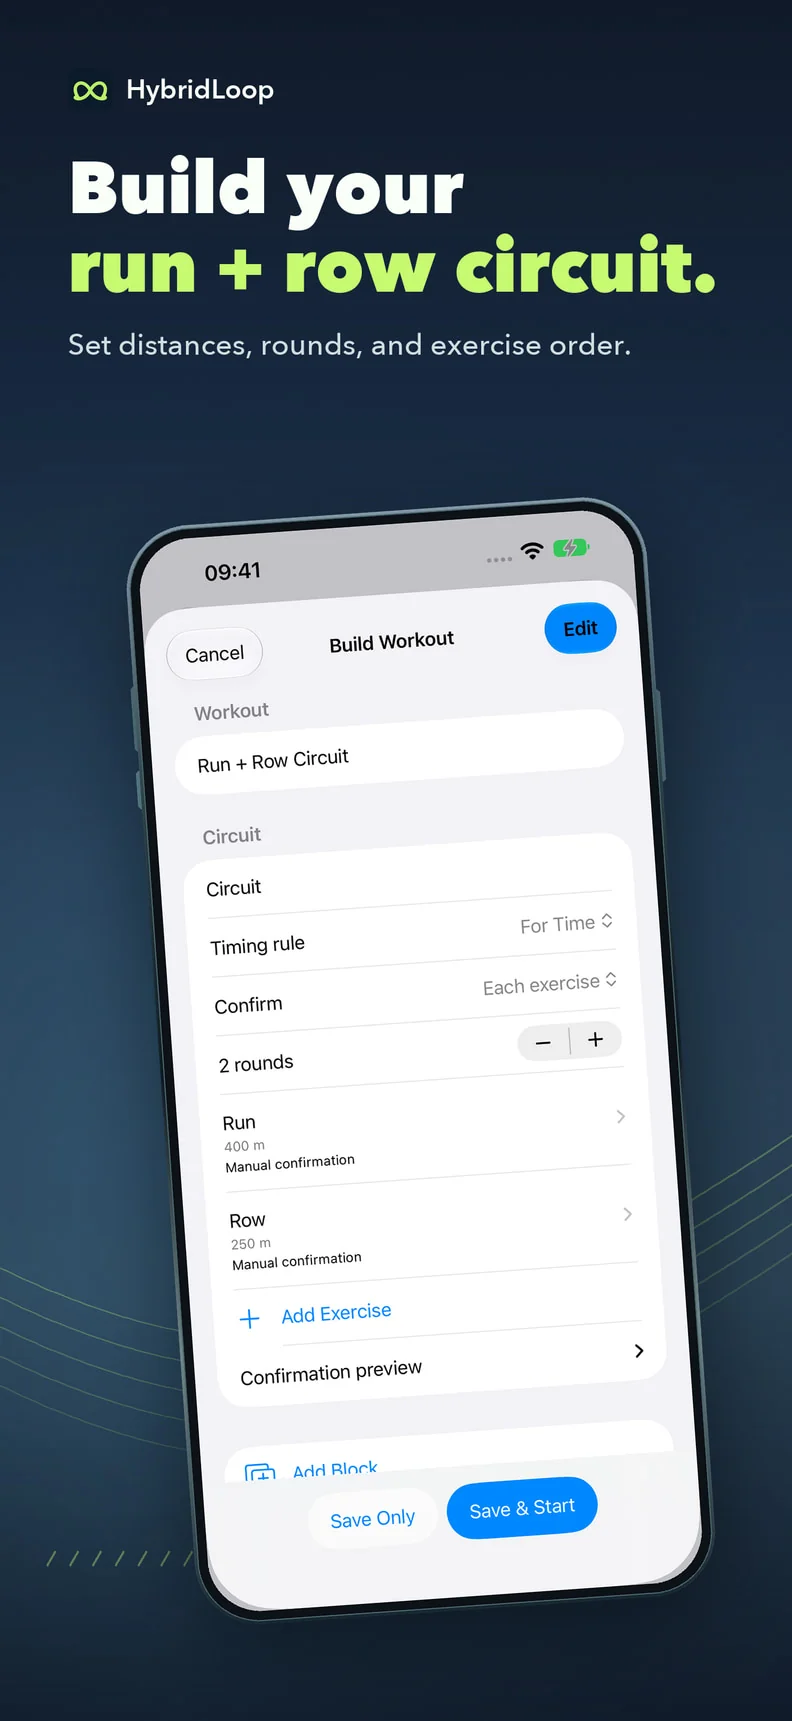 HybridLoop
Build your
run + row circuit.
Set distances, rounds, and exercise order.
09:41
Cancel
Build Workout
Edit
Workout
Run + Row Circuit
Circuit
Circuit
Timing rule
For Time
Confirm
Each exercise
2 rounds
− +
Run
400 m
Manual confirmation
Row
250 m
Manual confirmation
+ Add Exercise
Confirmation preview
Add Block
Save Only
Save & Start